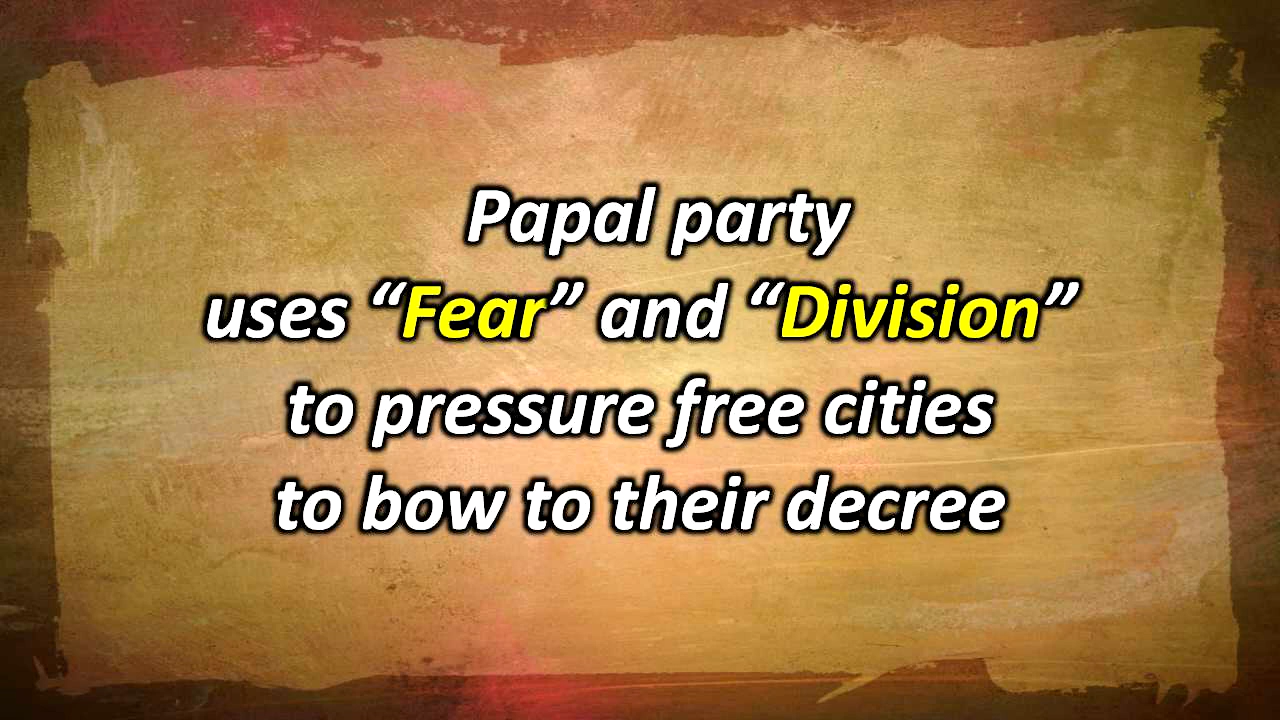 Papal party
uses “Fear” and “Division”
to pressure free cities
to bow to their decree